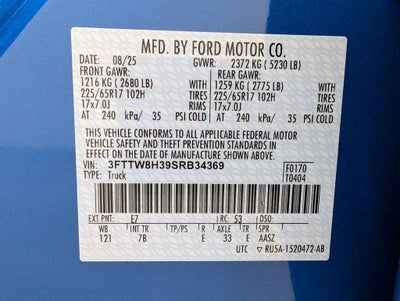 MFD. BY FORD MOTOR CO.
DATE: 08/25 GVWR: 2372 KG ( 5230 LB)
FRONT GAWR: REAR GAWR:
1216 KG ( 2680 LB) 1259 KG ( 2775 LB)
225/65R17 102H TIRES 225/65R17 102H
17x7.0J RIMS 17x7.0J
AT 240 kPa/ 35 PSI COLD AT 240 kPa/ 35 PSI COLD
THIS VEHICLE CONFORMS TO ALL APPLICABLE FEDERAL MOTOR
VEHICLE SAFETY AND THEFT PREVENTION STANDARDS IN EFFECT
ON THE DATE OF MANUFACTURE SHOWN ABOVE.
VIN: 3FTTW8H39SRB34369 F0170
TYPE: Truck T0404
EXT PNT: E7 RC: 53 DSO:
WB INT TR TP/PS R AXLE TR SPR
121 7B E 33 E AASZ
UTC RU5A-1520472-AB